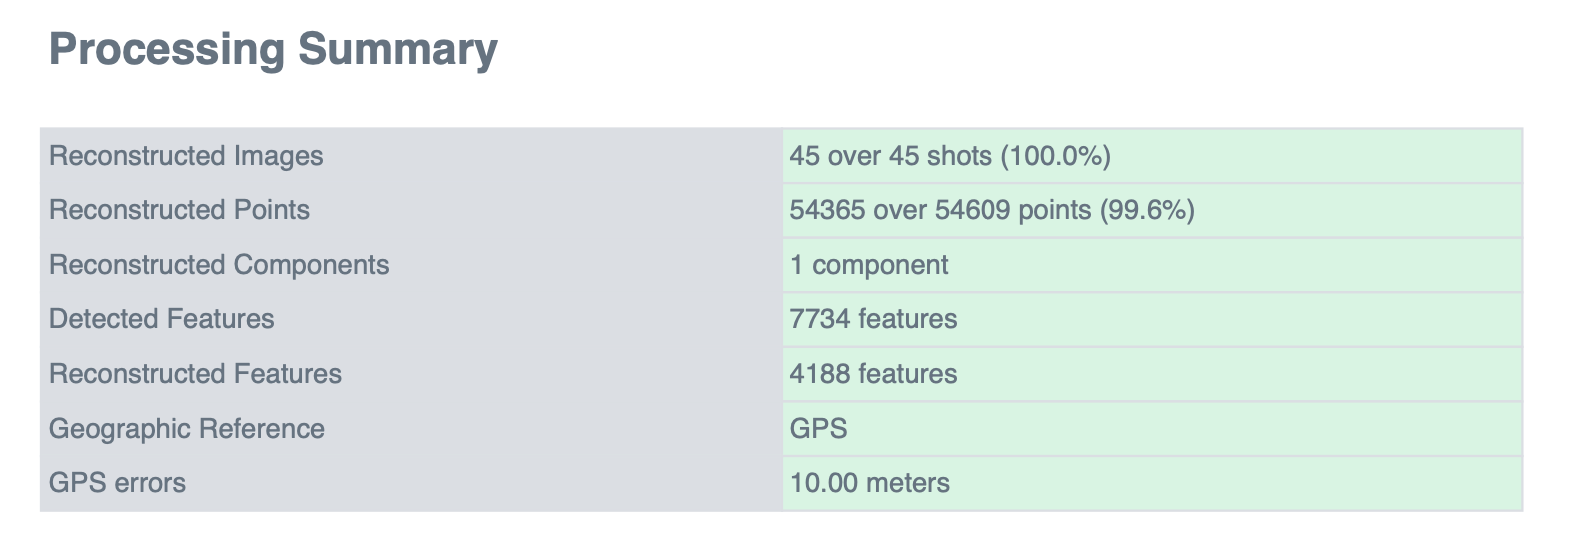 Processing Summary
Reconstructed Images 45 over 45 shots (100.0%)
Reconstructed Points 54365 over 54609 points (99.6%)
Reconstructed Components 1 component
Detected Features 7734 features
Reconstructed Features 4188 features
Geographic Reference GPS
GPS errors 10.00 meters